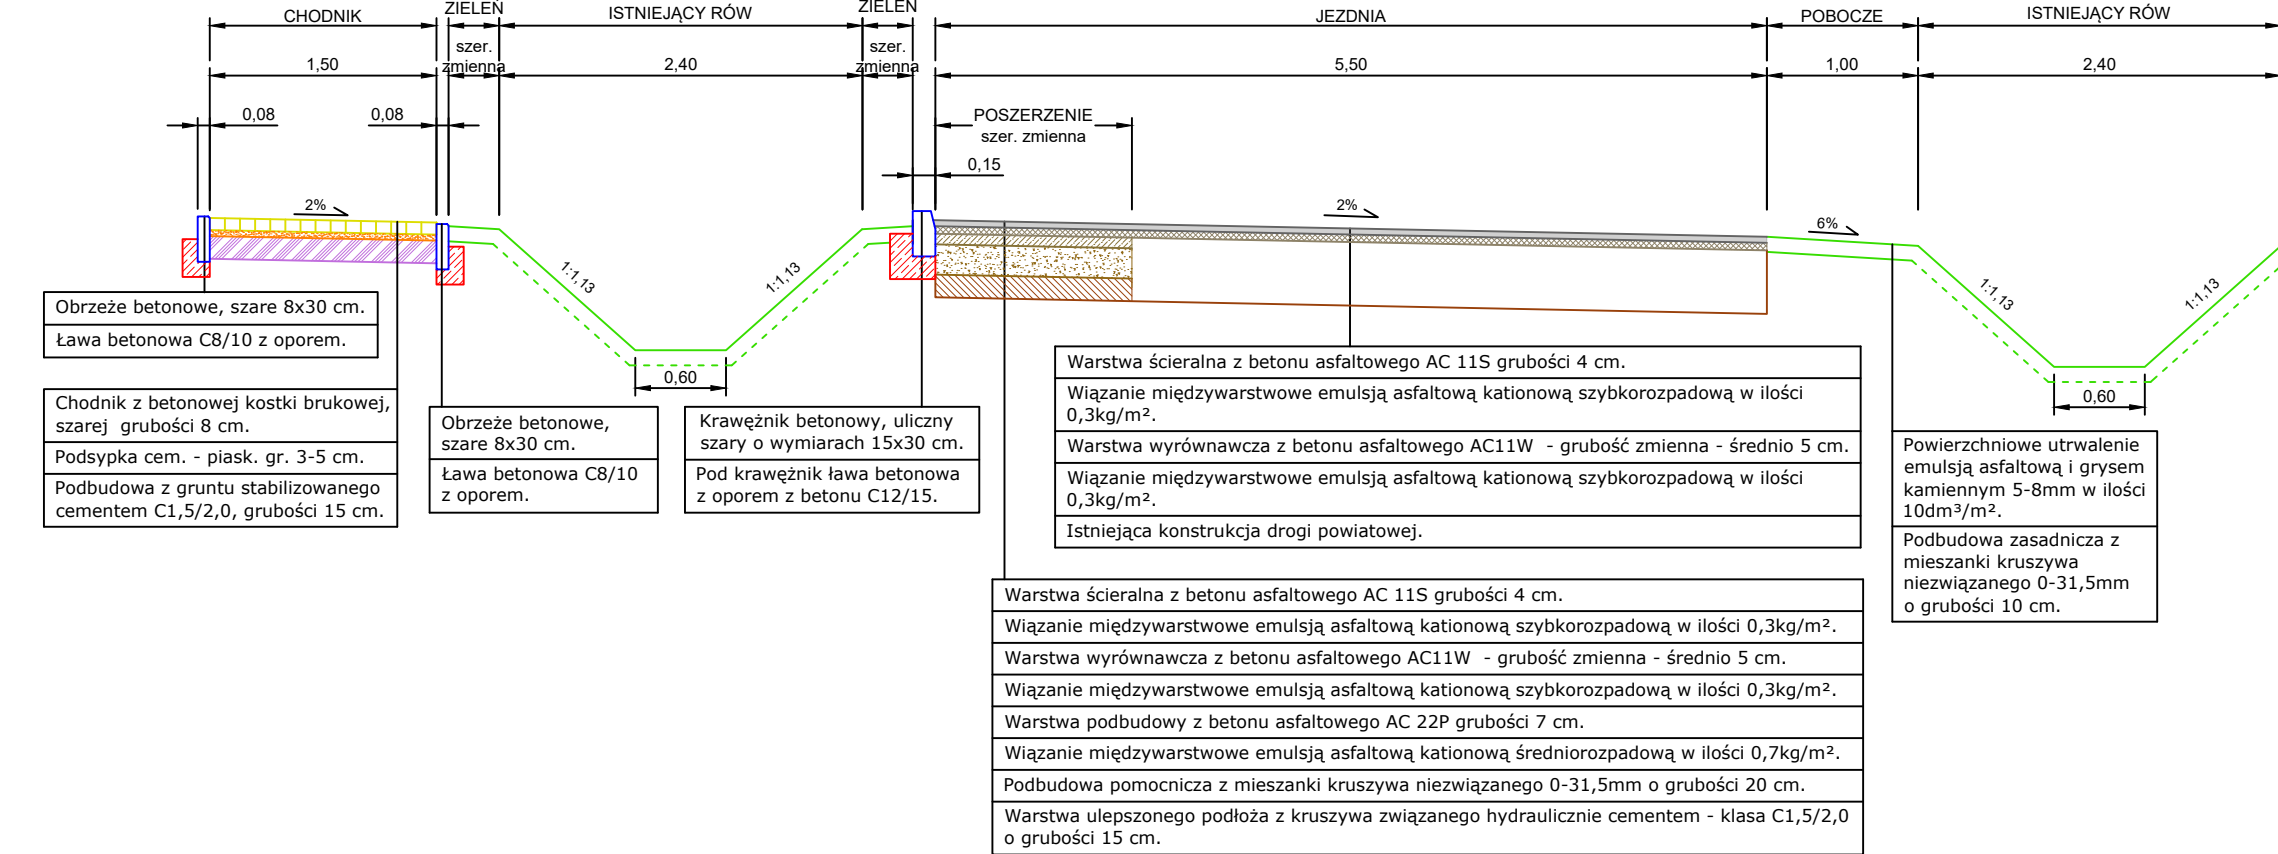 CHODNIK
ZIELEŃ
ISTNIEJĄCY RÓW
ZIELEŃ
JEZDNIA
POBOCZE
ISTNIEJĄCY RÓW
szer.
zmienna
szer.
zmienna
1,50
2,40
5,50
1,00
2,40
0,08
0,08
POSZERZENIE
szer. zmienna
0,15
2%
2%
6%
1:1,13
1:1,13
1:1,13
1:1,13
0,60
0,60
Obrzeże betonowe, szare 8x30 cm.
Ława betonowa C8/10 z oporem.
Chodnik z betonowej kostki brukowej,
szarej grubości 8 cm.
Podsypka cem. - piask. gr. 3-5 cm.
Podbudowa z gruntu stabilizowanego
cementem C1,5/2,0, grubości 15 cm.
Obrzeże betonowe,
szare 8x30 cm.
Ława betonowa C8/10
z oporem.
Krawężnik betonowy, uliczny
szary o wymiarach 15x30 cm.
Pod krawężnik ława betonowa
z oporem z betonu C12/15.
Warstwa ścieralna z betonu asfaltowego AC 11S grubości 4 cm.
Wiązanie międzywarstwowe emulsją asfaltową kationową szybkorozpadową w ilości
0,3kg/m².
Warstwa wyrównawcza z betonu asfaltowego AC11W - grubość zmienna - średnio 5 cm.
Wiązanie międzywarstwowe emulsją asfaltową kationową szybkorozpadową w ilości
0,3kg/m².
Istniejąca konstrukcja drogi powiatowej.
Powierzchniowe utrwalenie
emulsją asfaltową i grysem
kamiennym 5-8mm w ilości
10dm³/m².
Podbudowa zasadnicza z
mieszanki kruszywa
niezwiązanego 0-31,5mm
o grubości 10 cm.
Warstwa ścieralna z betonu asfaltowego AC 11S grubości 4 cm.
Wiązanie międzywarstwowe emulsją asfaltową kationową szybkorozpadową w ilości 0,3kg/m².
Warstwa wyrównawcza z betonu asfaltowego AC11W - grubość zmienna - średnio 5 cm.
Wiązanie międzywarstwowe emulsją asfaltową kationową szybkorozpadową w ilości 0,3kg/m².
Warstwa podbudowy z betonu asfaltowego AC 22P grubości 7 cm.
Wiązanie międzywarstwowe emulsją asfaltową kationową średniorozpadową w ilości 0,7kg/m².
Podbudowa pomocnicza z mieszanki kruszywa niezwiązanego 0-31,5mm o grubości 20 cm.
Warstwa ulepszonego podłoża z kruszywa związanego hydraulicznie cementem - klasa C1,5/2,0
o grubości 15 cm.